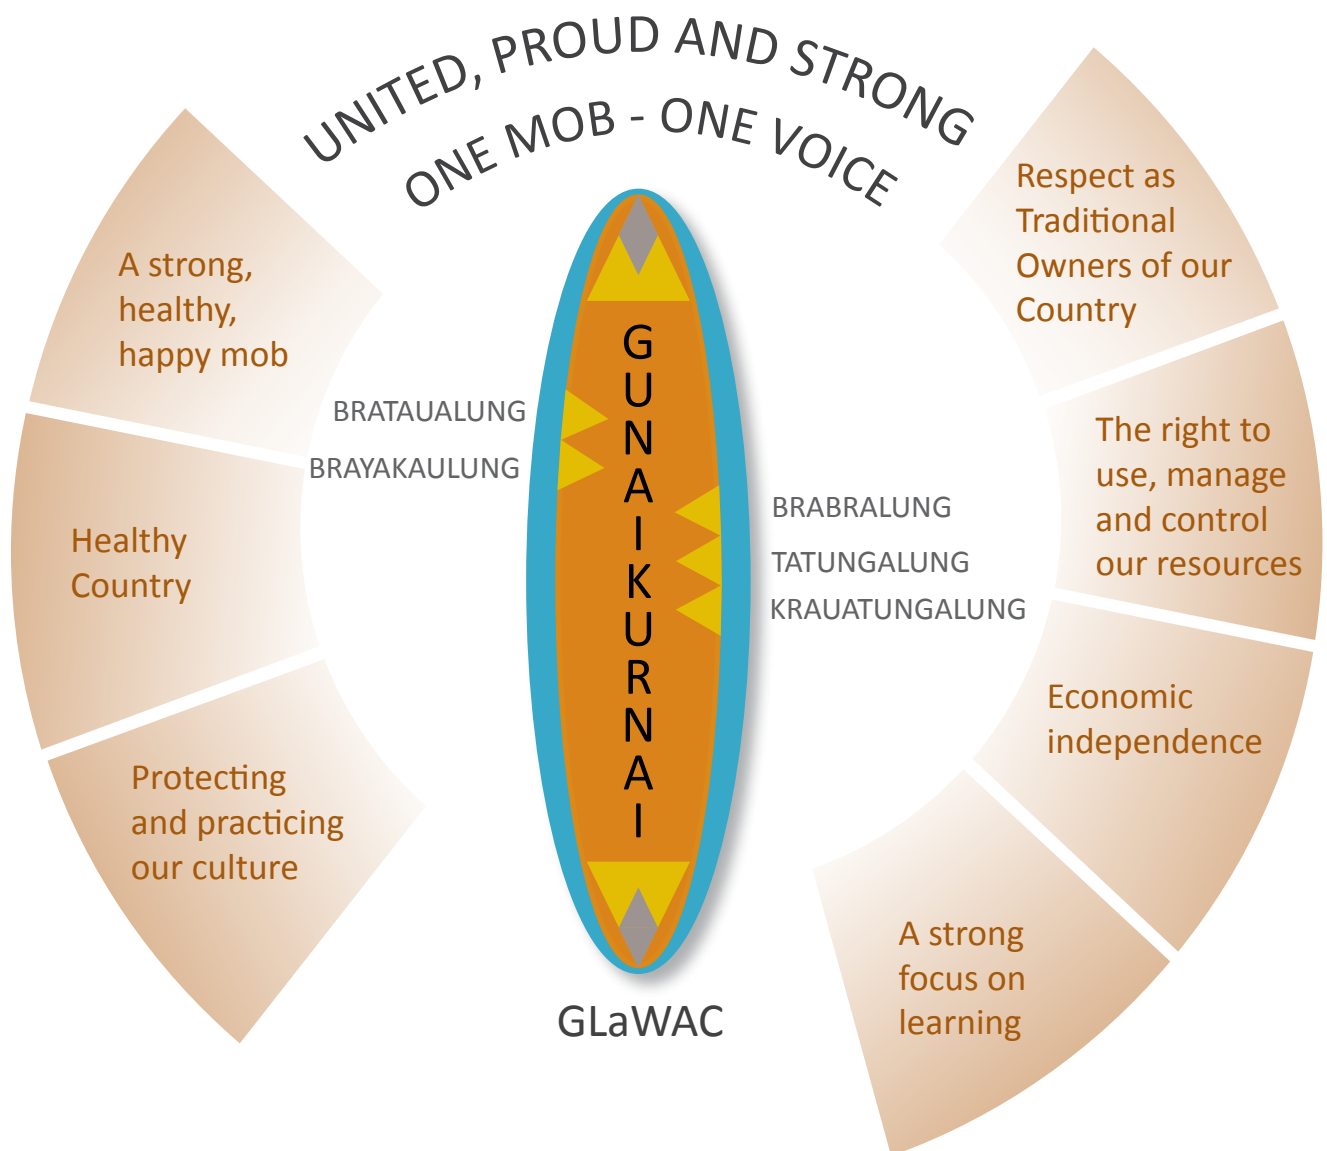 UNITED, PROUD AND STRONG
ONE MOB - ONE VOICE
A strong,
healthy,
happy mob
Healthy
Country
Protecting
and practicing
our culture
BRATAUALUNG
BRAYAKAULUNG
GUNAIKURNAI
BRABRALUNG
TATUNGALUNG
KRAUATUNGALUNG
GLaWAC
Respect as
Traditional
Owners of our
Country
The right to
use, manage
and control
our resources
Economic
independence
A strong
focus on
learning